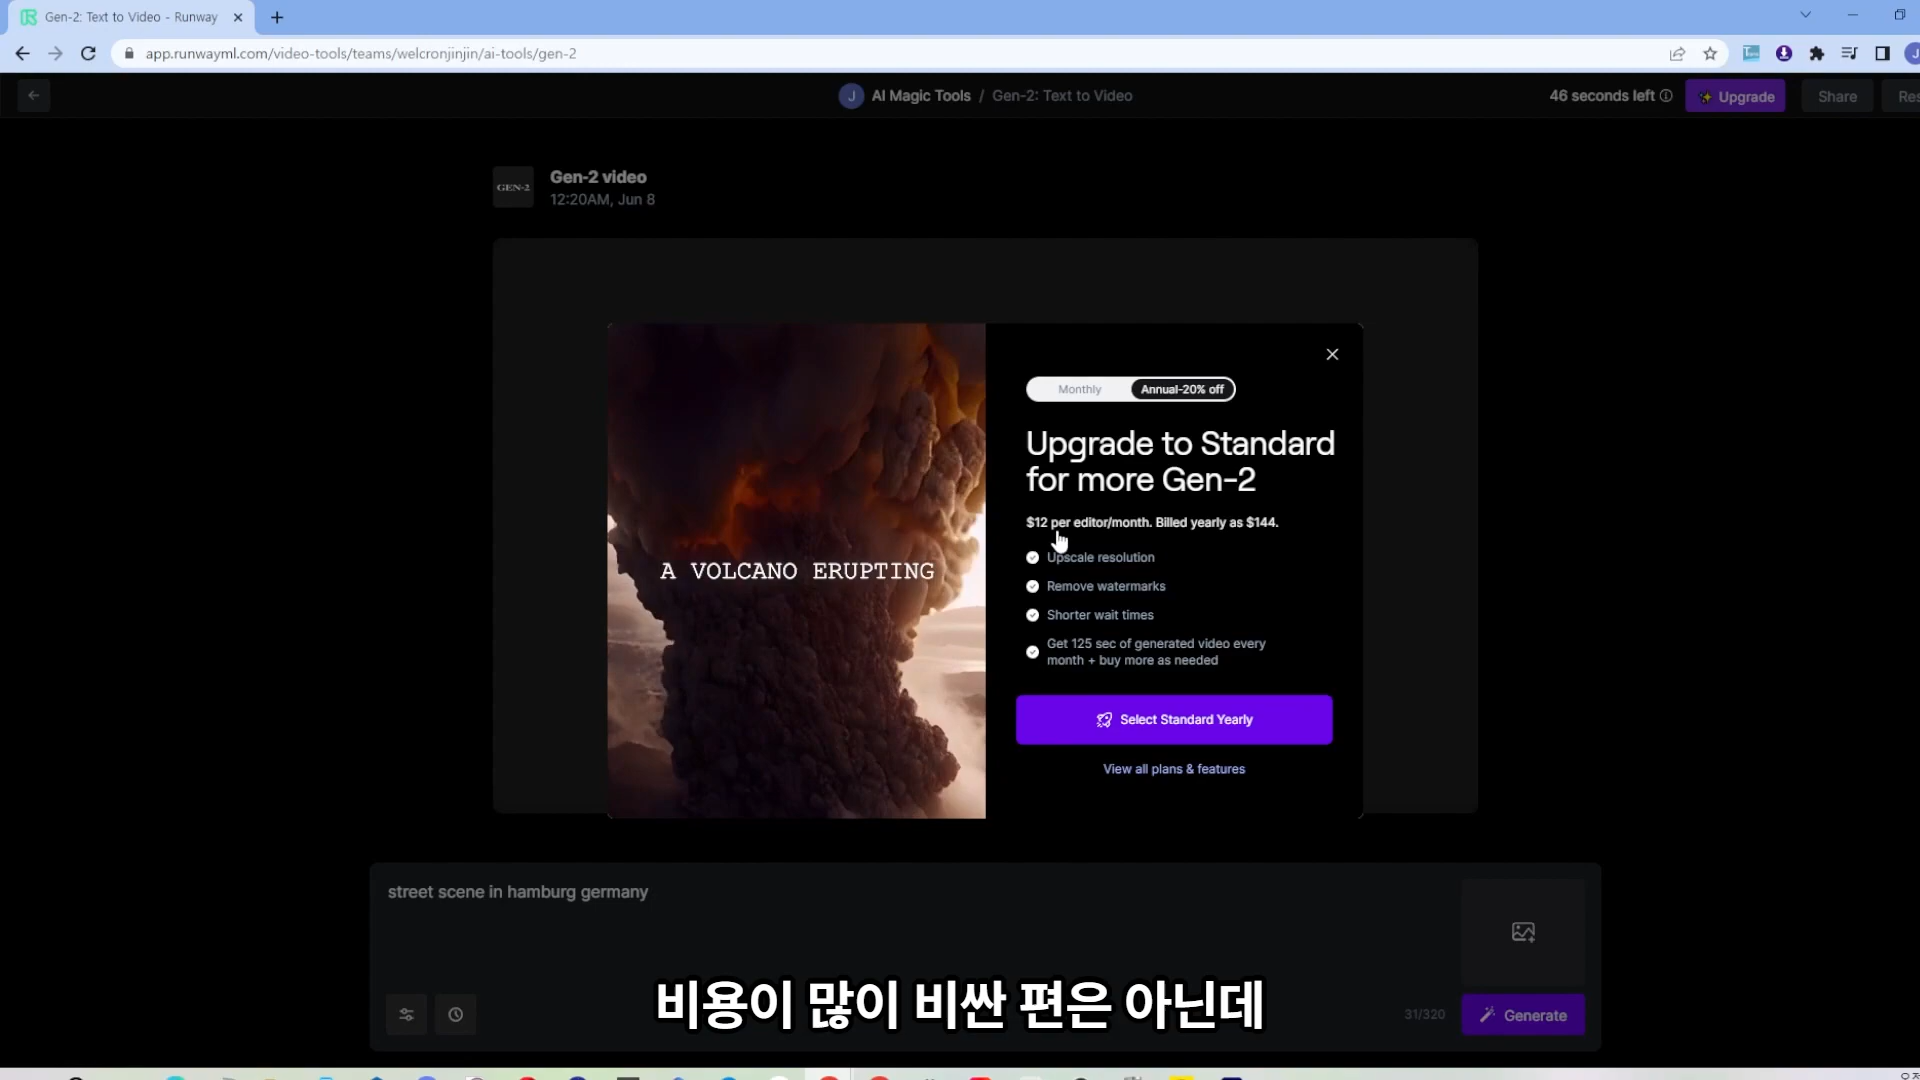 Gen-2: Text to Video - Runway
app.runwayml.com/video-tools/teams/welcronjinjin/ai-tools/gen-2
J AI Magic Tools / Gen-2: Text to Video
46 seconds left
Upgrade
Share
GEN-2
Gen-2 video
12:20AM, Jun 8
A VOLCANO ERUPTING
Monthly
Annual-20% off
Upgrade to Standard
for more Gen-2
$12 per editor/month. Billed yearly as $144.
Upscale resolution
Remove watermarks
Shorter wait times
Get 125 sec of generated video every
month + buy more as needed
Select Standard Yearly
View all plans & features
street scene in hamburg germany
비용이 많이 비싼 편은 아닌데
31/320
Generate